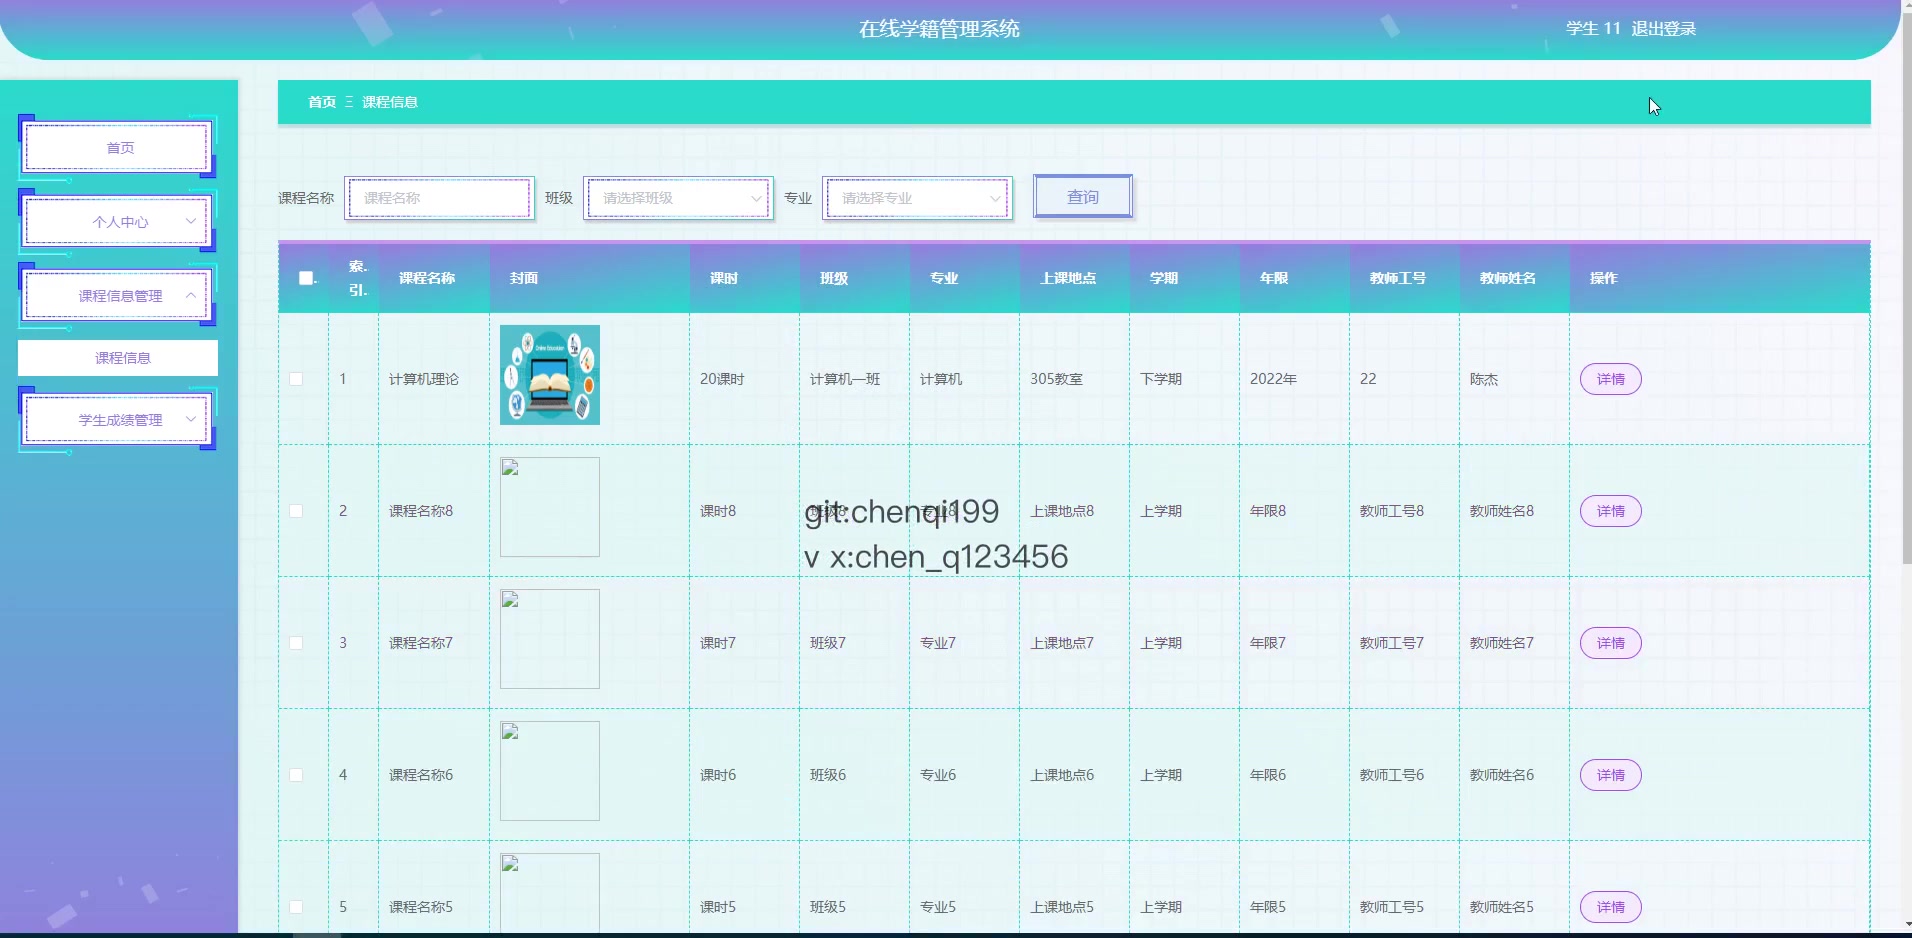 在线学籍管理系统
学生 11 退出登录
首页
个人中心
课程信息管理
课程信息
学生成绩管理
首页 Ξ 课程信息
课程名称 课程名称 班级 请选择班级 专业 请选择专业 查询
索.. 引.. 课程名称 封面 课时 班级 专业 上课地点 学期 年限 教师工号 教师姓名 操作
Online Education
1 计算机理论 20课时 计算机一班 计算机 305教室 下学期 2022年 22 陈杰 详情
2 课程名称8 课时8 班级8 专业8 上课地点8 上学期 年限8 教师工号8 教师姓名8 详情
git:chenqi199
v x:chen_q123456
3 课程名称7 课时7 班级7 专业7 上课地点7 上学期 年限7 教师工号7 教师姓名7 详情
4 课程名称6 课时6 班级6 专业6 上课地点6 上学期 年限6 教师工号6 教师姓名6 详情
5 课程名称5 课时5 班级5 专业5 上课地点5 上学期 年限5 教师工号5 教师姓名5 详情